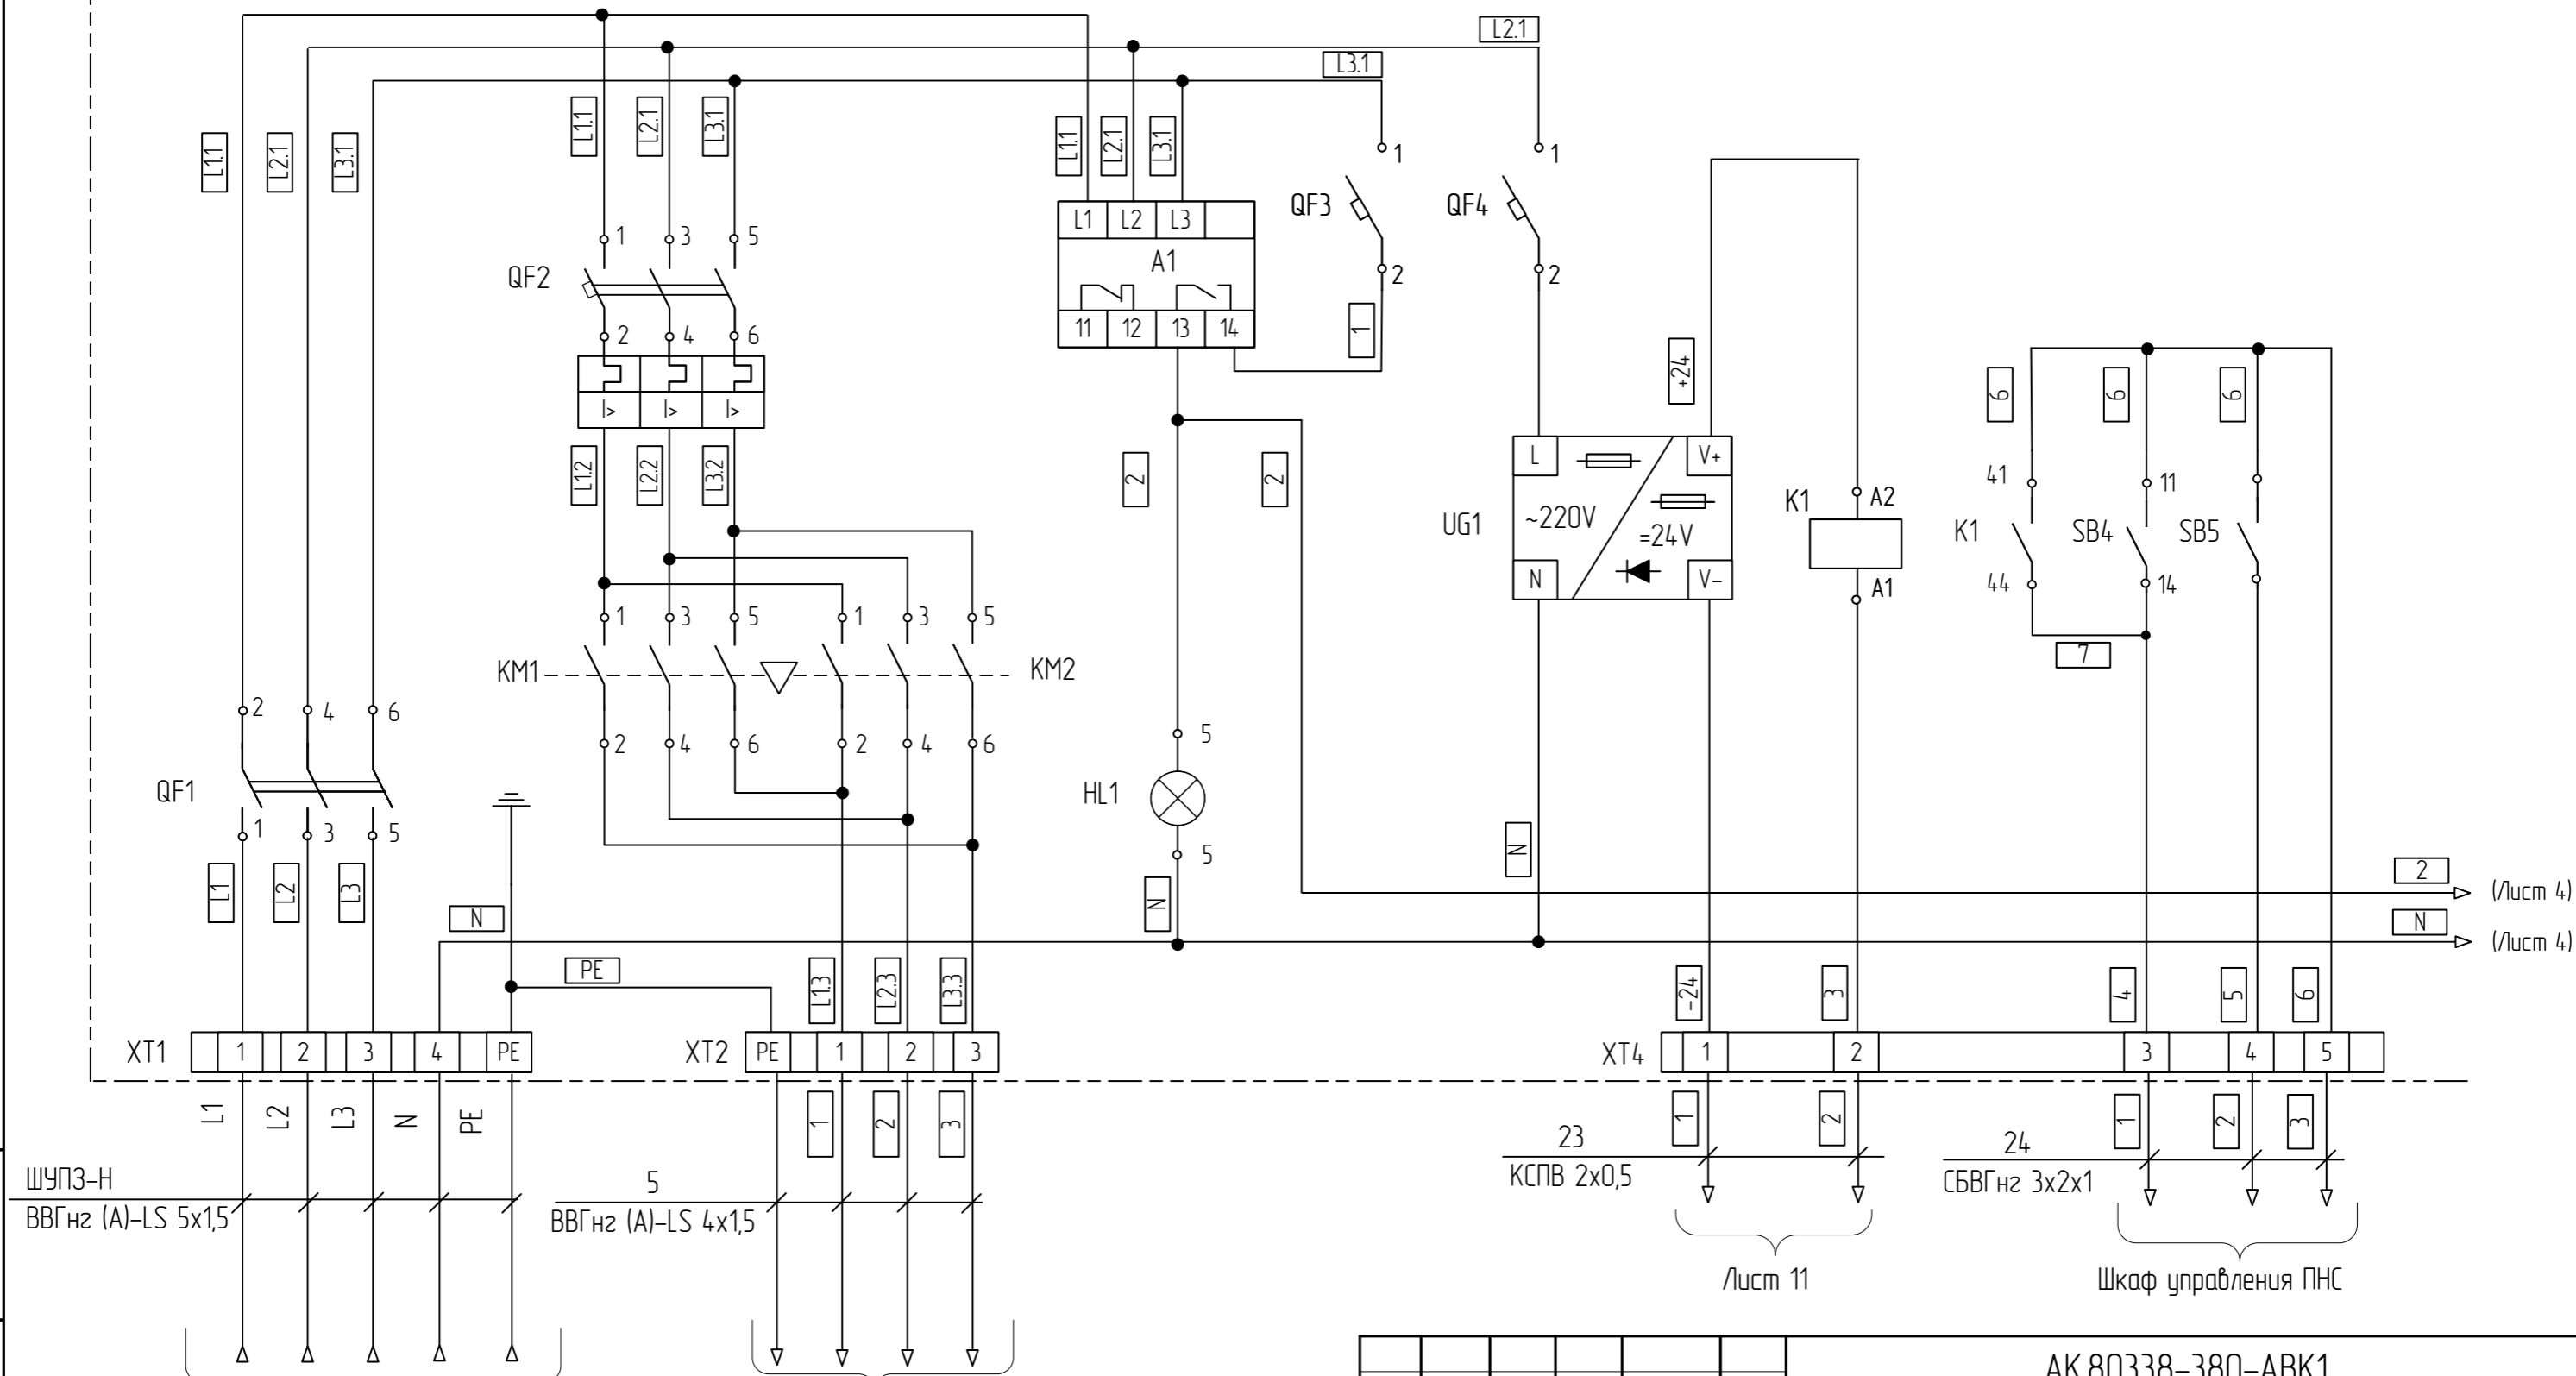 L2.1
L3.1
L1.1
L2.1
L3.1
L1.1
L2.1
L3.1
L1.1
L2.1
L3.1
1
1
QF3
QF4
L1
L2
L3
A1
1
3
5
QF2
2
2
11
12
13
14
1
2
4
6
+24
I>
I>
I>
6
6
6
L1.2
L2.2
L3.2
2
2
L
V+
UG1
~220V
=24V
N
V-
K1
A2
A1
41
11
K1
SB4
SB5
44
14
7
1
3
5
1
3
5
KM1
KM2
2
4
6
2
4
6
2
4
6
QF1
1
3
5
5
HL1
5
L1
L2
L3
N
N
N
2
(Лист 4)
N
(Лист 4)
PE
L1.3
L2.3
L3.3
-24
3
4
5
6
XT1
1
2
3
4
PE
XT2
PE
1
2
3
XT4
1
2
3
4
5
L1
L2
L3
N
PE
1
2
3
1
2
1
2
3
ШУПЗ-Н
ВВГнг (А)-LS 5х1,5
5
ВВГнг (А)-LS 4х1,5
23
КСПВ 2х0,5
24
СБВГнг 3х2х1
Лист 11
Шкаф управления ПНС
АК.80338-380-АВК1